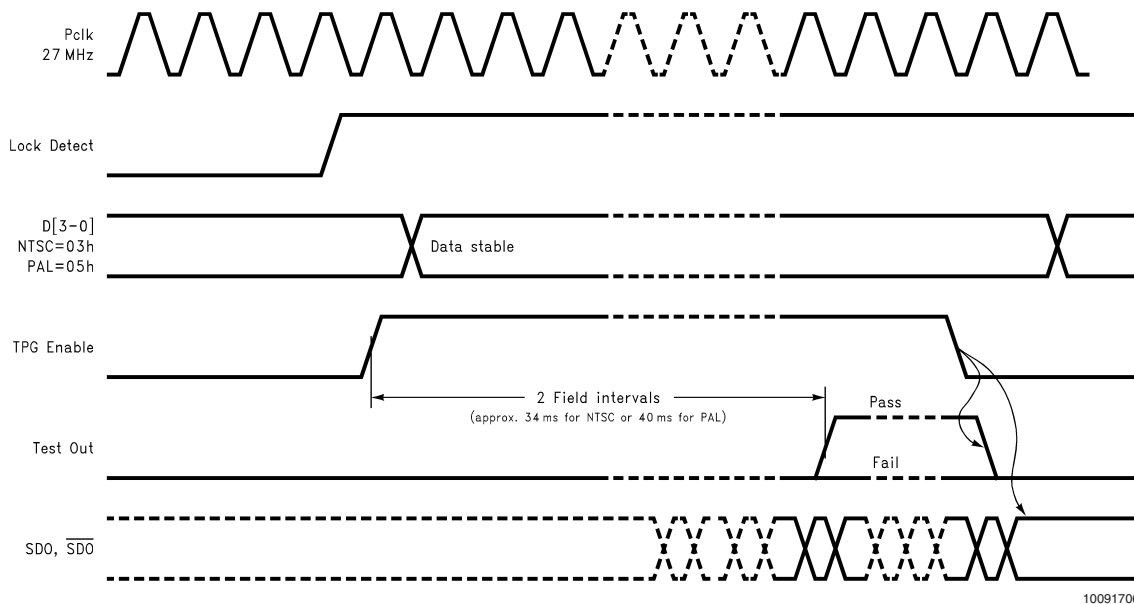 Pclk
27 MHz
Lock Detect
D[3-0]
NTSC=03h
PAL=05h
Data stable
TPG Enable
2 Field intervals
(approx. 34 ms for NTSC or 40 ms for PAL)
Pass
Test Out
Fail
SDO, S̅D̅O̅